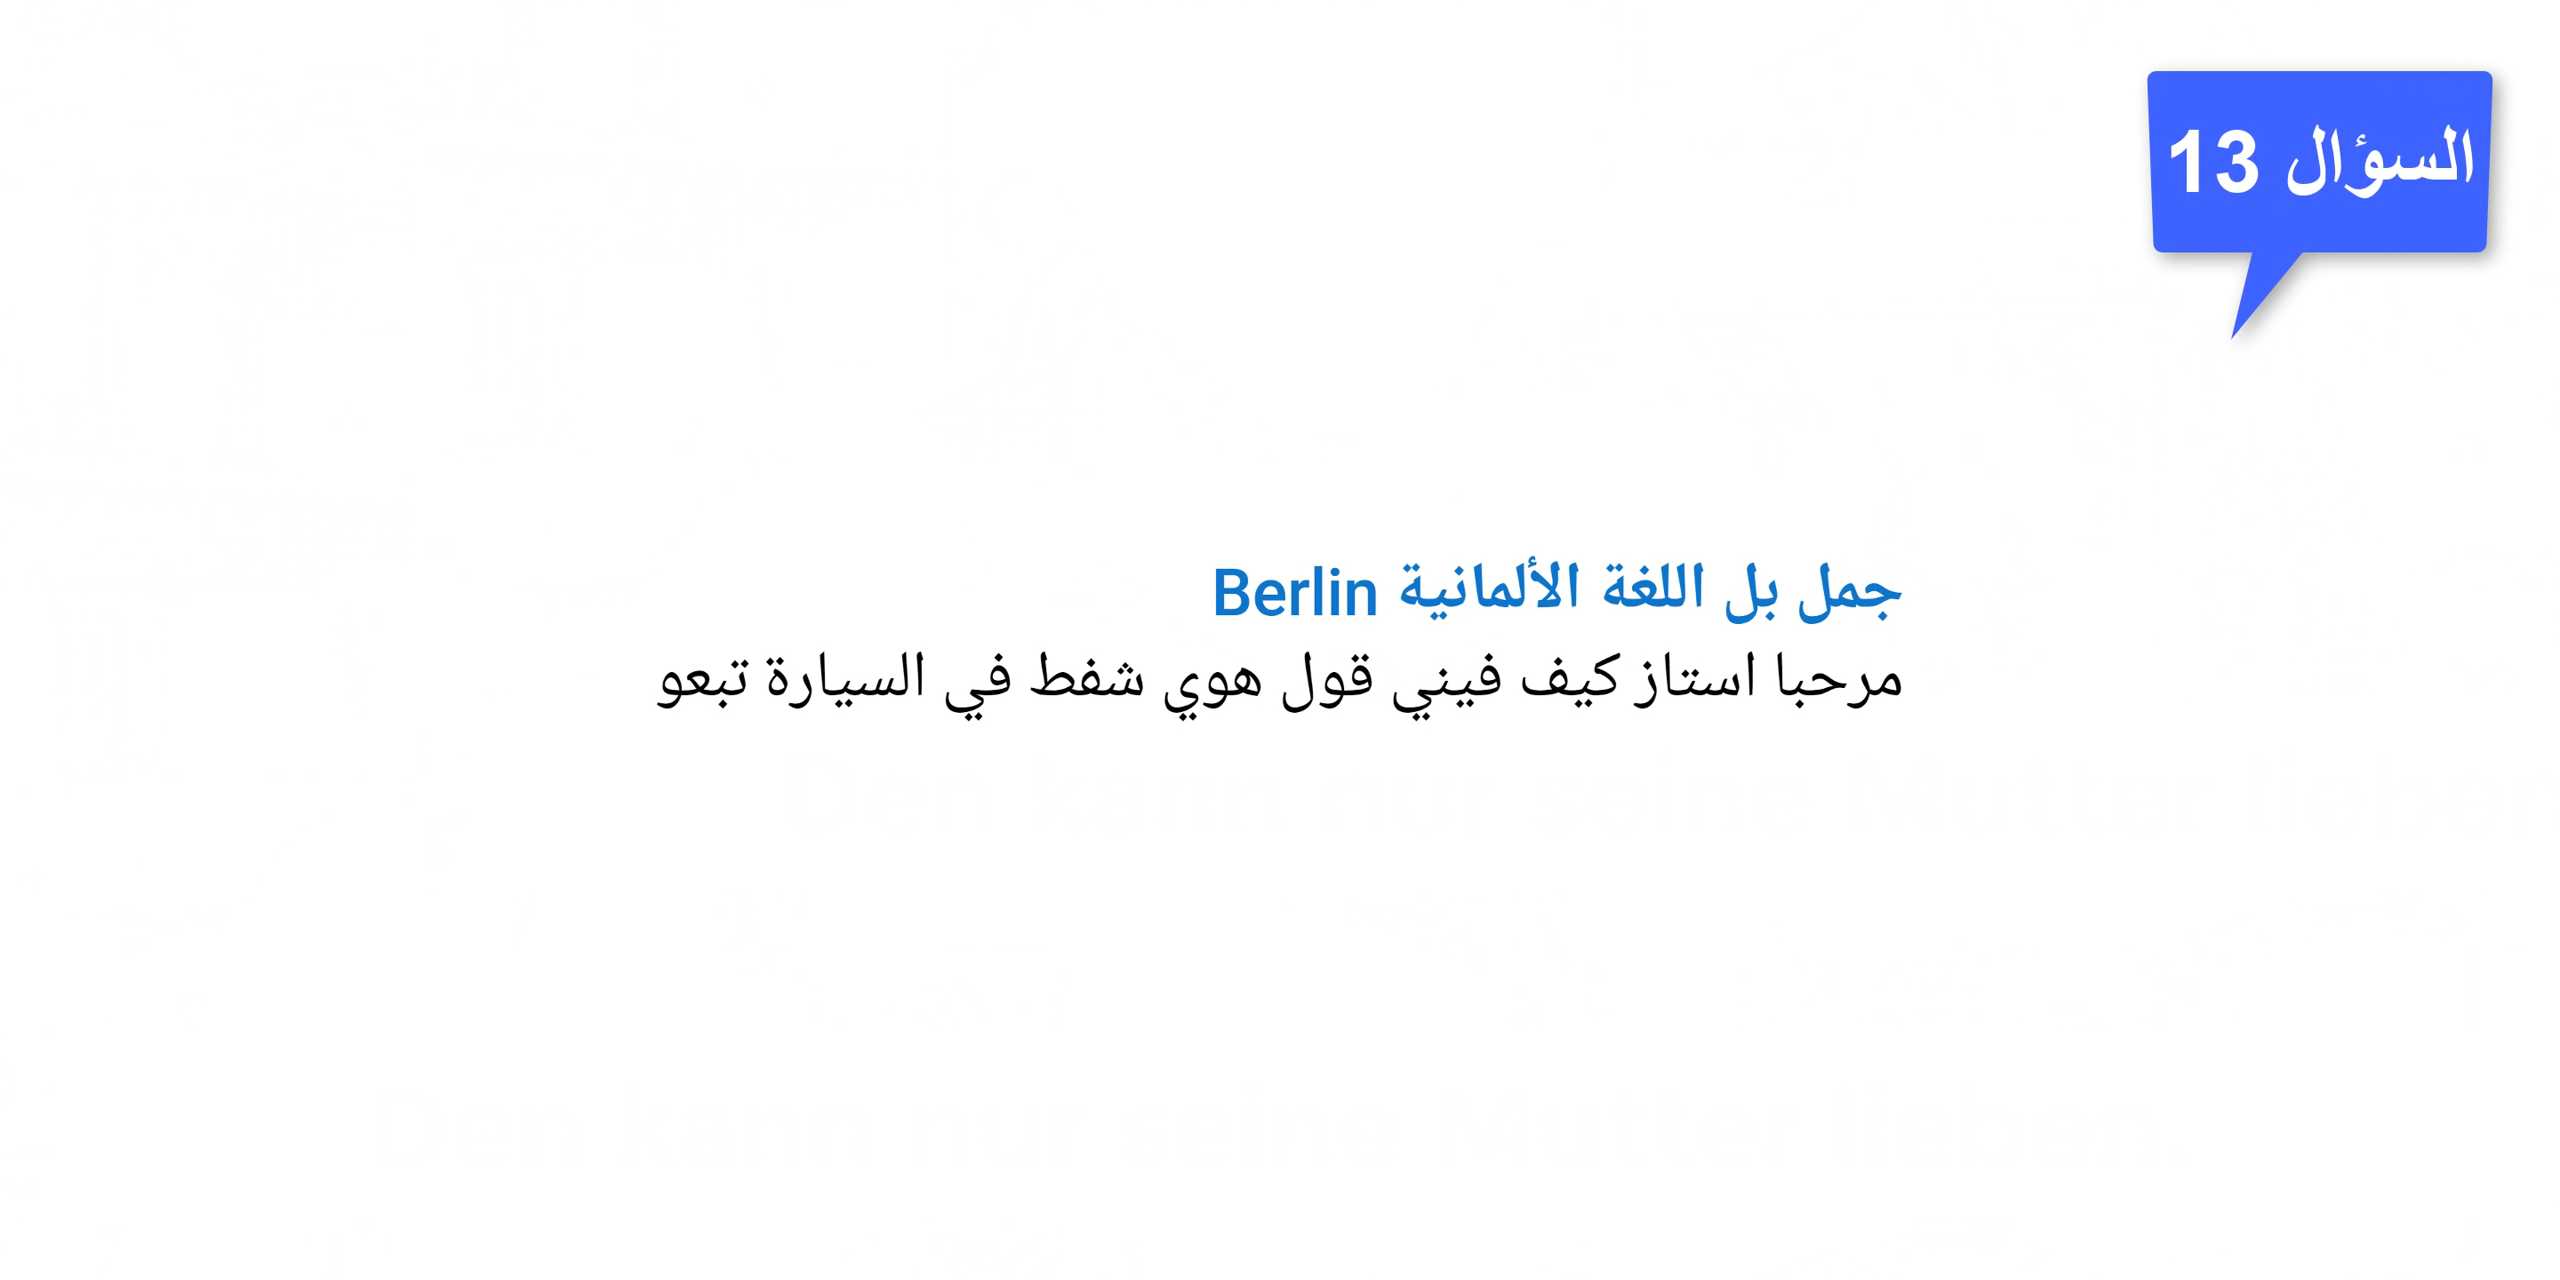 السؤال 13
جمل بل اللغة الألمانية Berlin
مرحبا استاز كيف فيني قول هوي شفط في السيارة تبعو